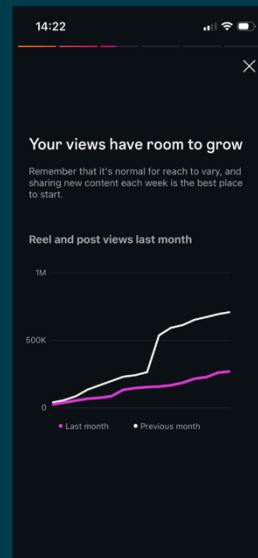 14:22
Your views have room to grow
Remember that it's normal for reach to vary, and
sharing new content each week is the best place
to start.
Reel and post views last month
1M
500K
0
Last month
Previous month